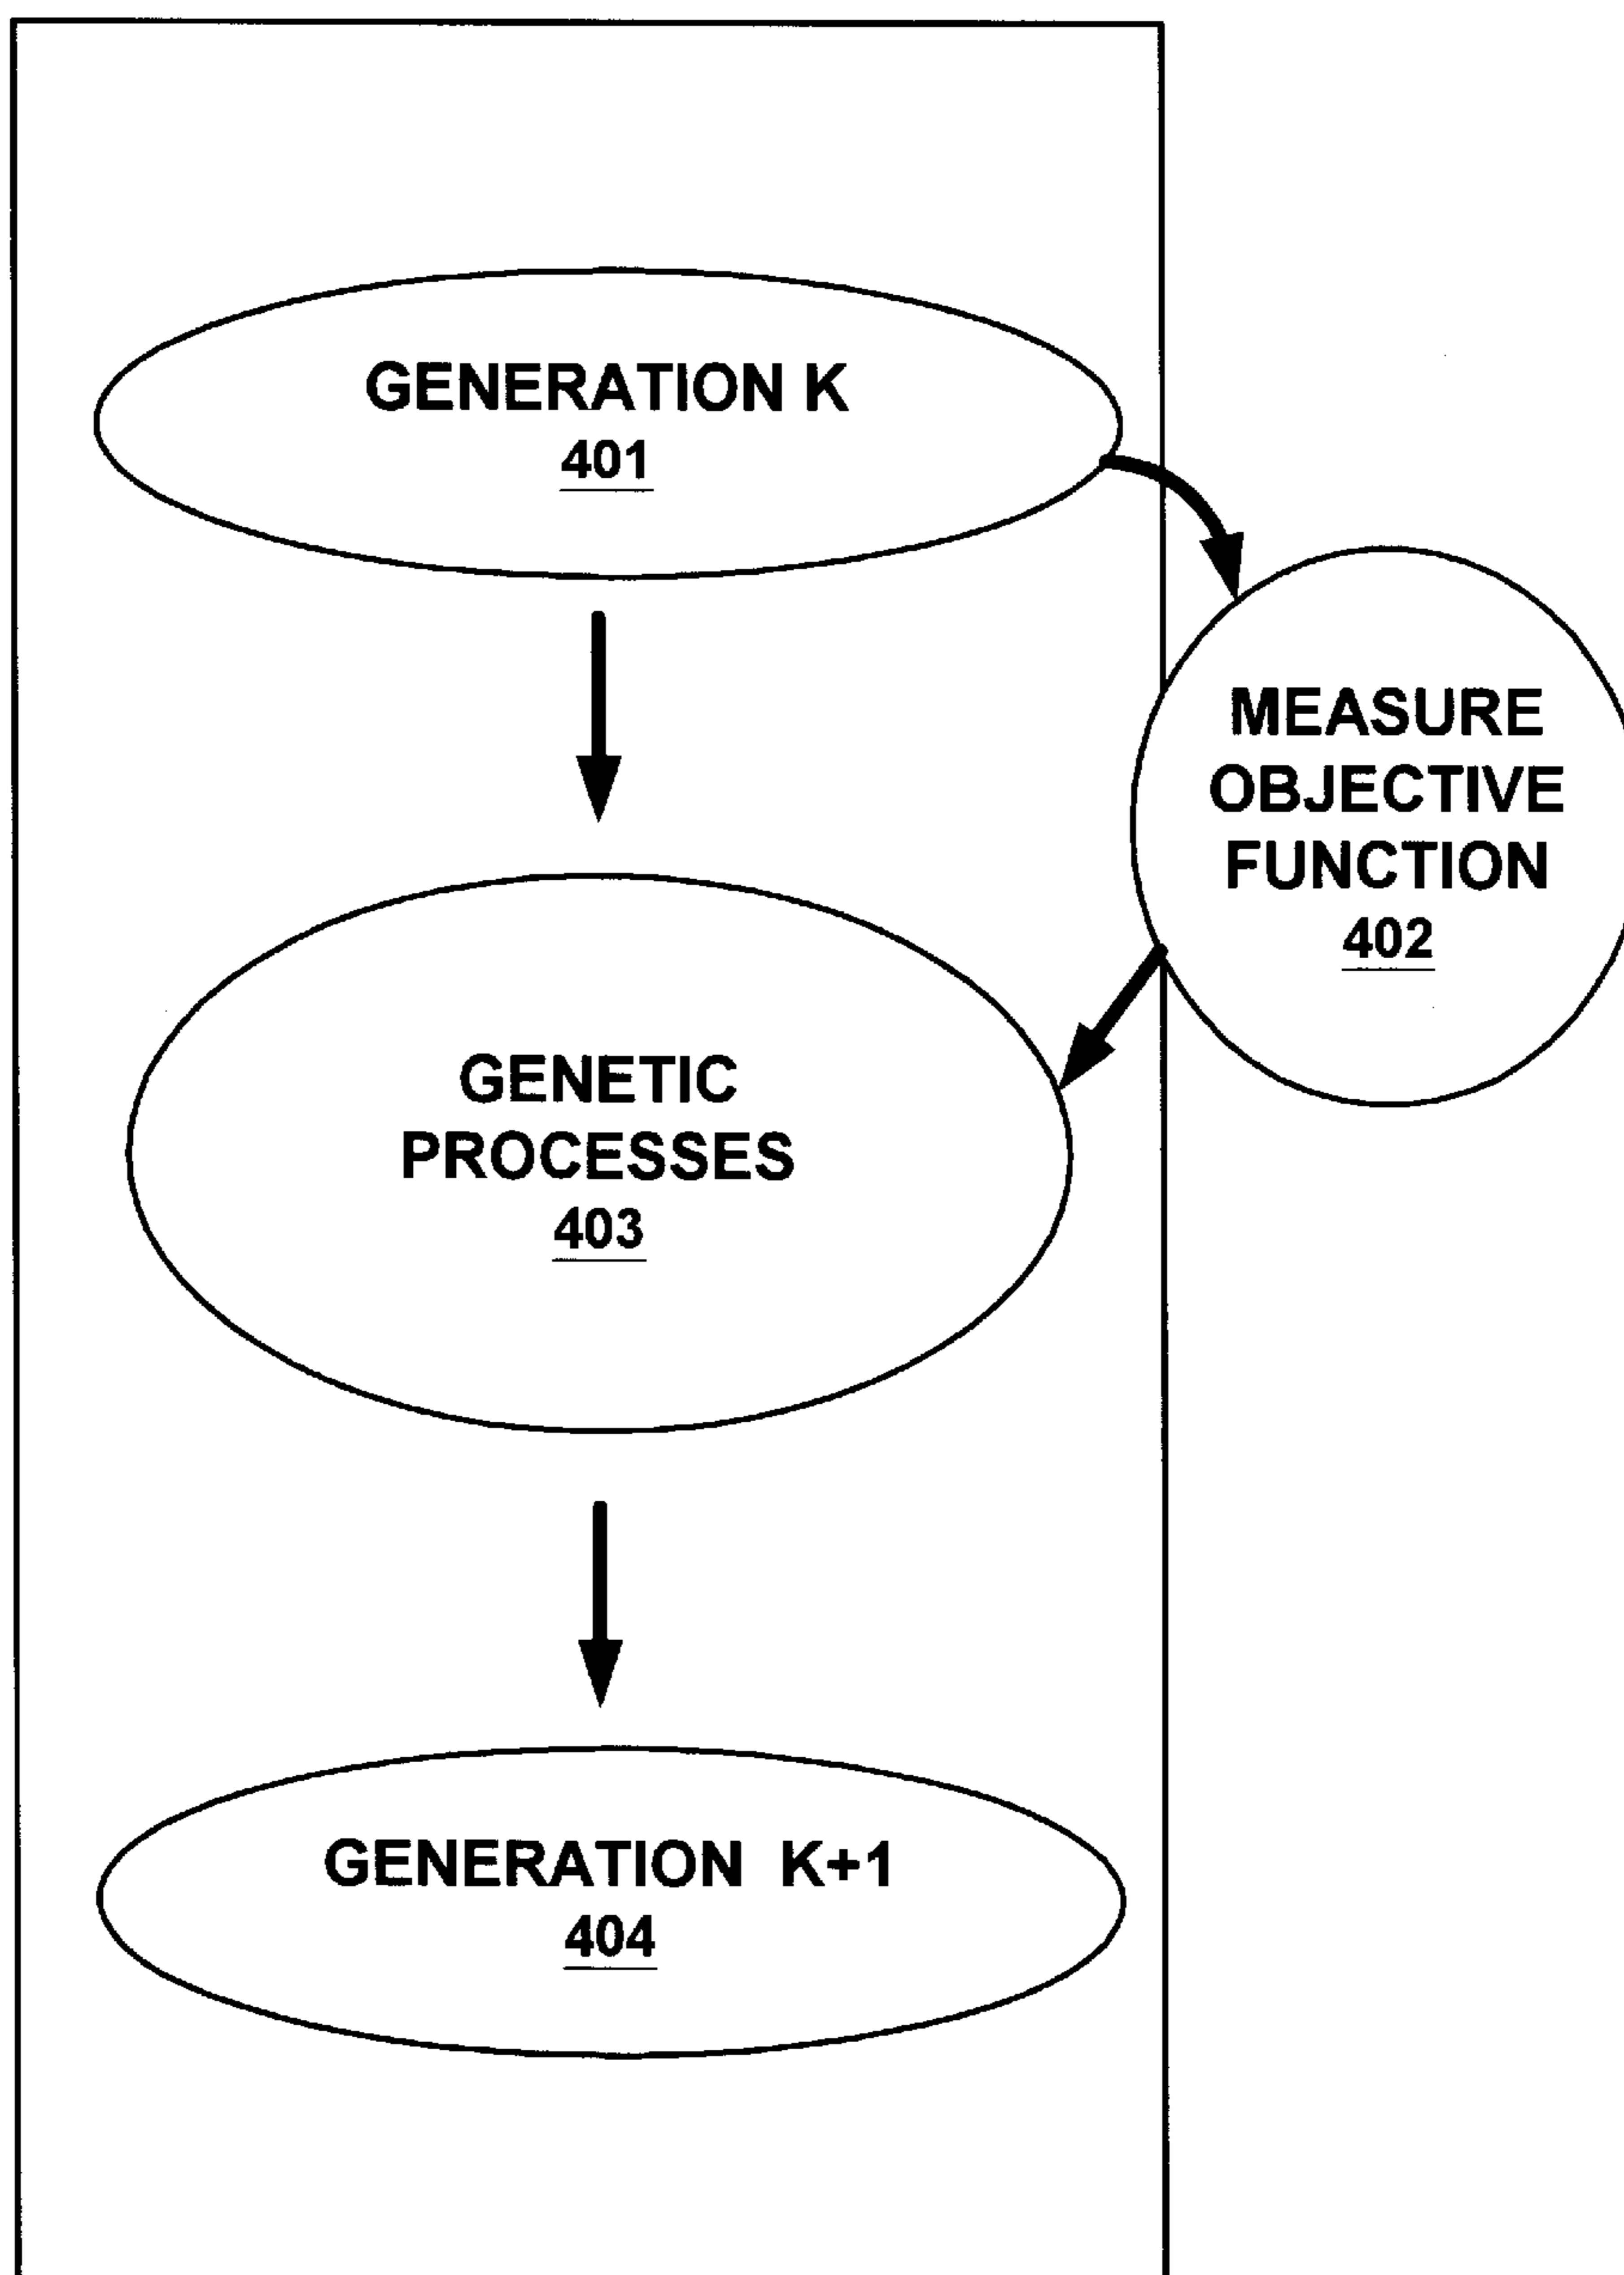 GENERATION K
401
MEASURE
OBJECTIVE
FUNCTION
402
GENETIC
PROCESSES
403
GENERATION K+1
404